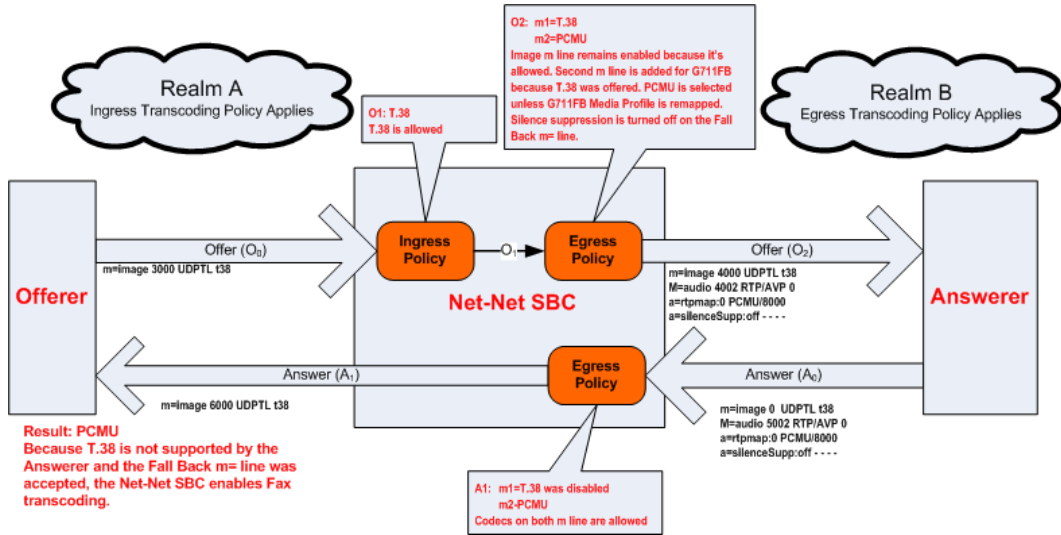 Realm A
Ingress Transcoding Policy Applies
O1: T.38
T.38 is allowed
O2: m1=T.38
m2=PCMU
Image m line remains enabled because it's
allowed. Second m line is added for G711FB
because T.38 was offered. PCMU is selected
unless G711FB Media Profile is remapped.
Silence suppression is turned off on the Fall
Back m= line.
Realm B
Egress Transcoding Policy Applies
Offerer
Offer (O₀)
m=image 3000 UDPTL t38
Ingress
Policy
O₁
Egress
Policy
Net-Net SBC
Offer (O₂)
m=image 4000 UDPTL t38
M=audio 4002 RTP/AVP 0
a=rtpmap:0 PCMU/8000
a=silenceSupp:off - - - -
Answerer
Answer (A₁)
m=image 6000 UDPTL t38
Egress
Policy
Answer (A₀)
m=image 0 UDPTL t38
M=audio 5002 RTP/AVP 0
a=rtpmap:0 PCMU/8000
a=silenceSupp:off - - - -
Result: PCMU
Because T.38 is not supported by the
Answerer and the Fall Back m= line was
accepted, the Net-Net SBC enables Fax
transcoding.
A1: m1=T.38 was disabled
m2-PCMU
Codecs on both m line are allowed